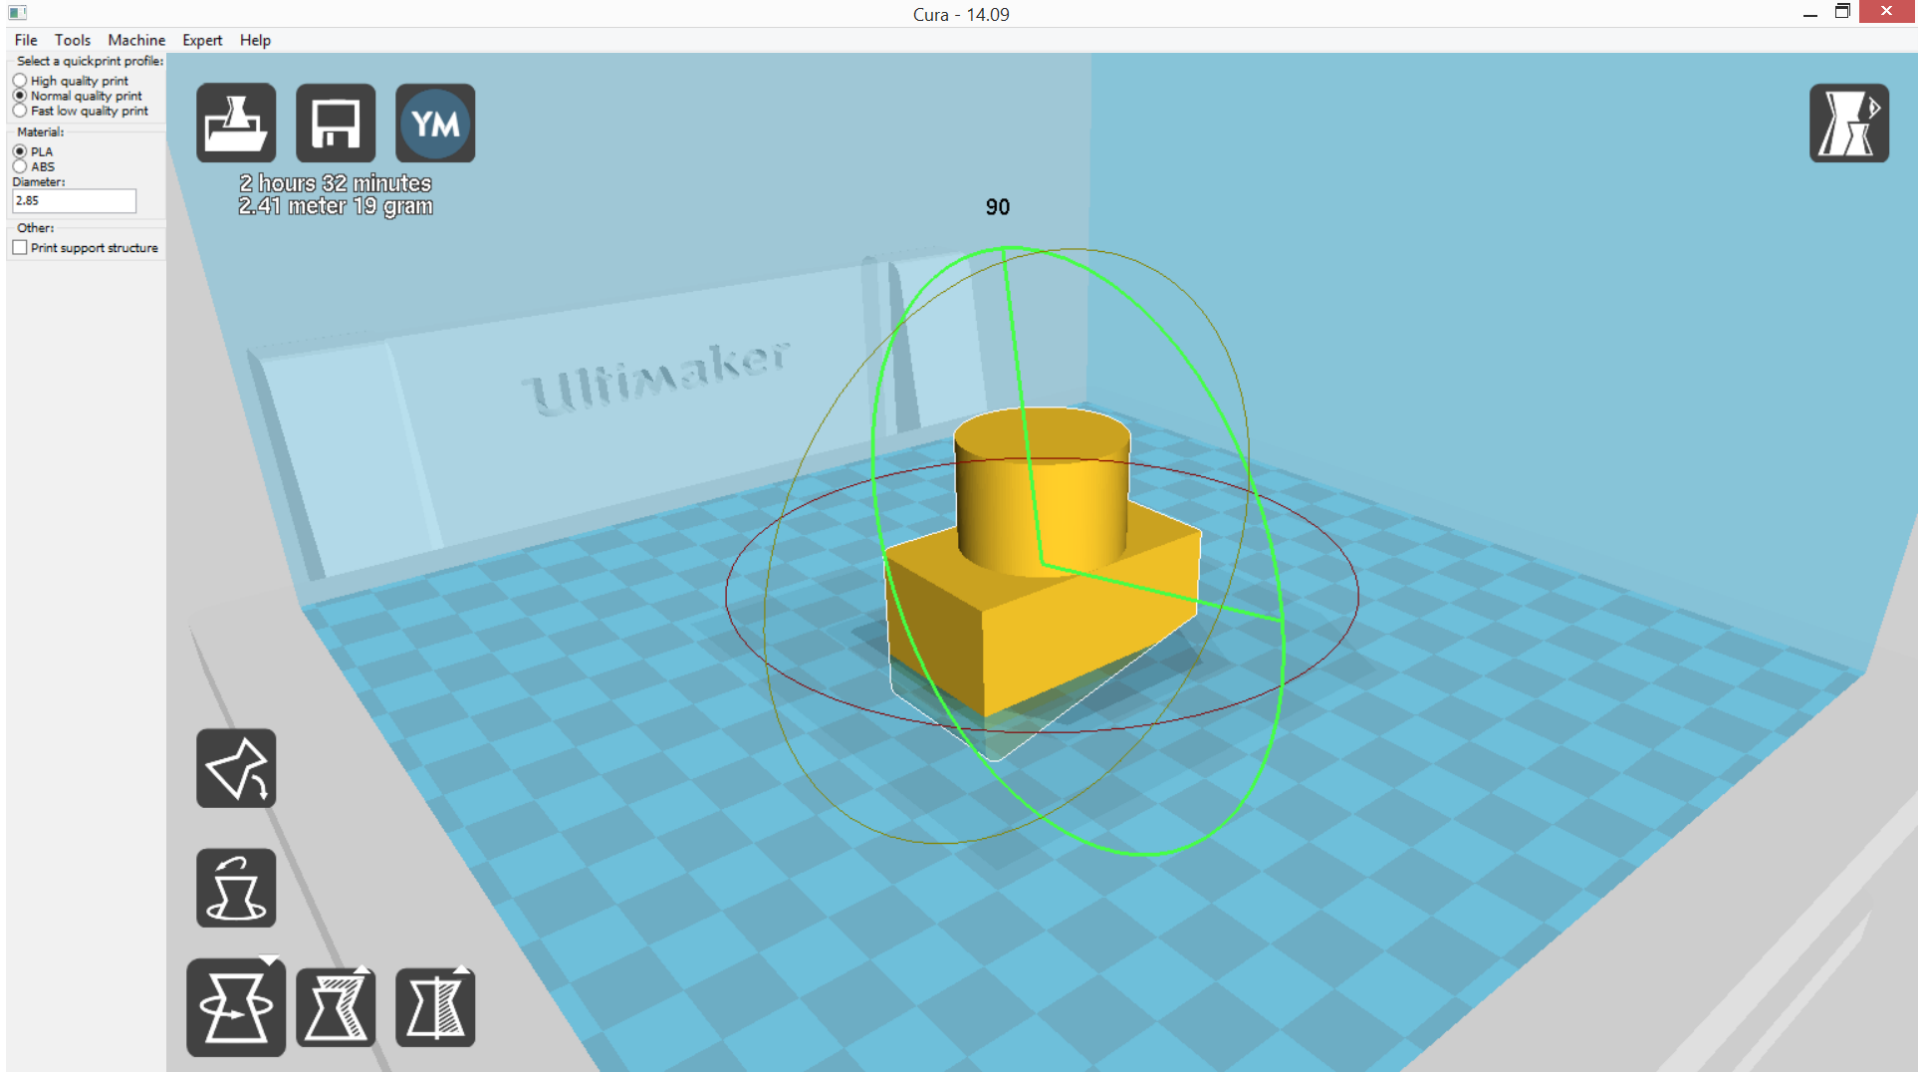 Cura - 14.09
File Tools Machine Expert Help
Select a quickprint profile:
High quality print
Normal quality print
Fast low quality print
Material:
PLA
ABS
Diameter:
2.85
Other:
Print support structure
YM
2 hours 32 minutes
2.41 meter 19 gram
90
Ultimaker